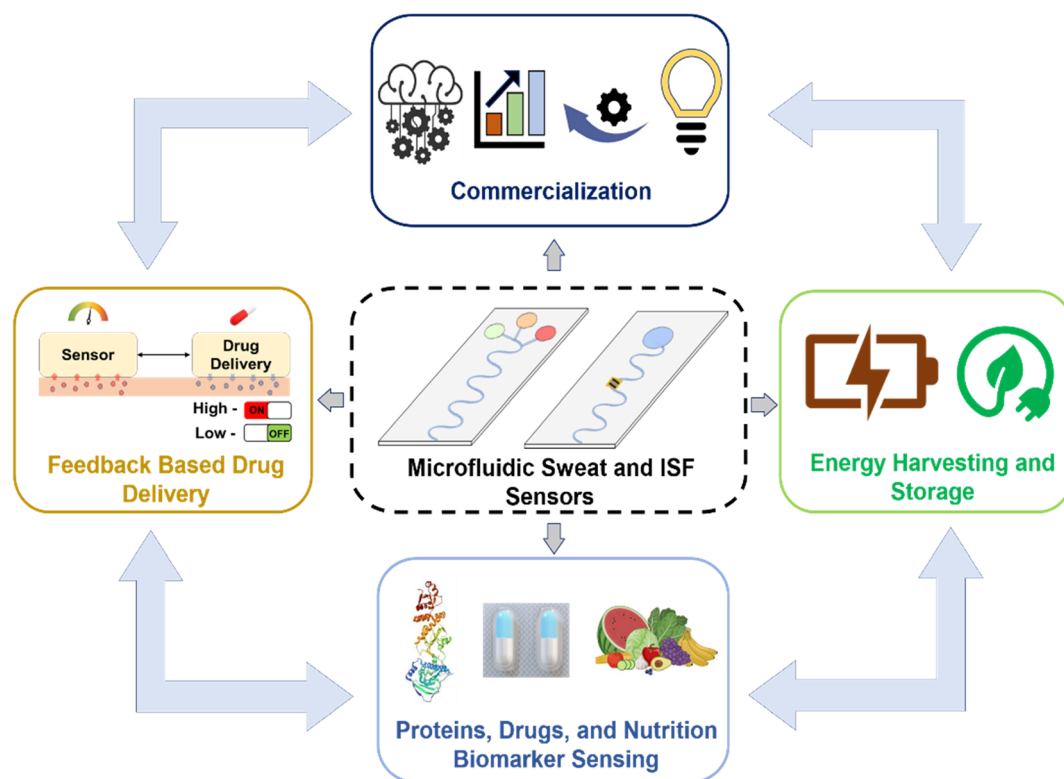 Commercialization
Sensor
Drug
Delivery
High -
ON
Low -
OFF
Feedback Based Drug
Delivery
Microfluidic Sweat and ISF
Sensors
Energy Harvesting and
Storage
Proteins, Drugs, and Nutrition
Biomarker Sensing